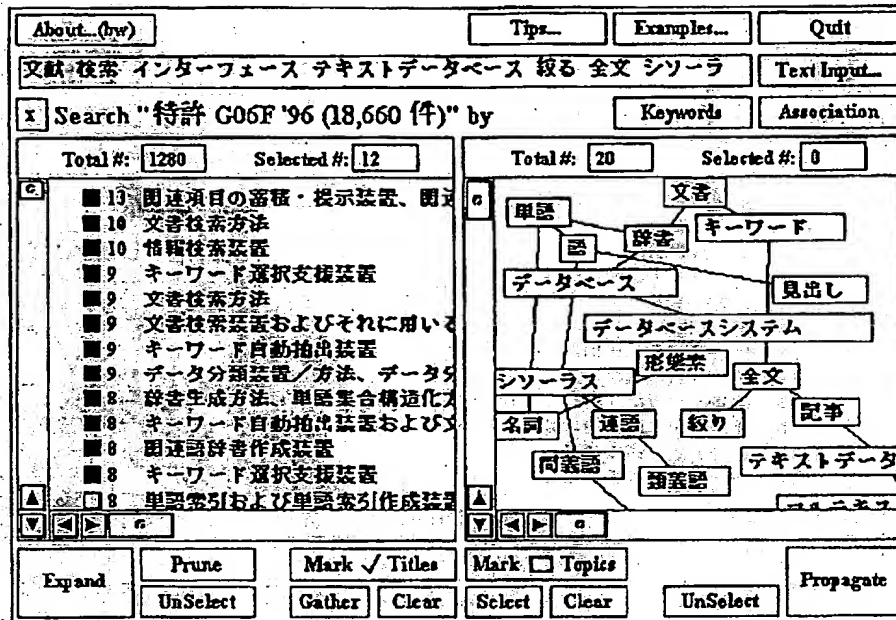 About...(bw) Tips... Examples... Quit
文献 検索 インターフェース テキストデータベース 絞る 全文 シソーラ Text Input...
x Search "特許 G06F '96 (18,660 件)" by Keywords Association
Total #: 1280 Selected #: 12
13 関連項目の蓄積・提示装置、関連
10 文書検索方法
10 情報検索装置
9 キーワード選択支援装置
9 文書検索方法
9 文書検索装置およびそれに用いる
9 キーワード自動抽出装置
9 データ分類装置/方法、データ分
8 辞書生成方法、単語集合構造化方
8 キーワード自動抽出装置および文
8 関連語辞書作成装置
8 キーワード選択支援装置
8 単語索引および単語索引作成装置
Total #: 20 Selected #: 0
文書
単語
キーワード
語 辞書
データベース 見出し
データベースシステム
形態素
シソーラス 全文
名詞 連語 絞り 記事
同義語 類義語 テキストデータ
Expand Prune Mark ✓ Titles Mark Topics Propagate
UnSelect Gather Clear Select Clear UnSelect